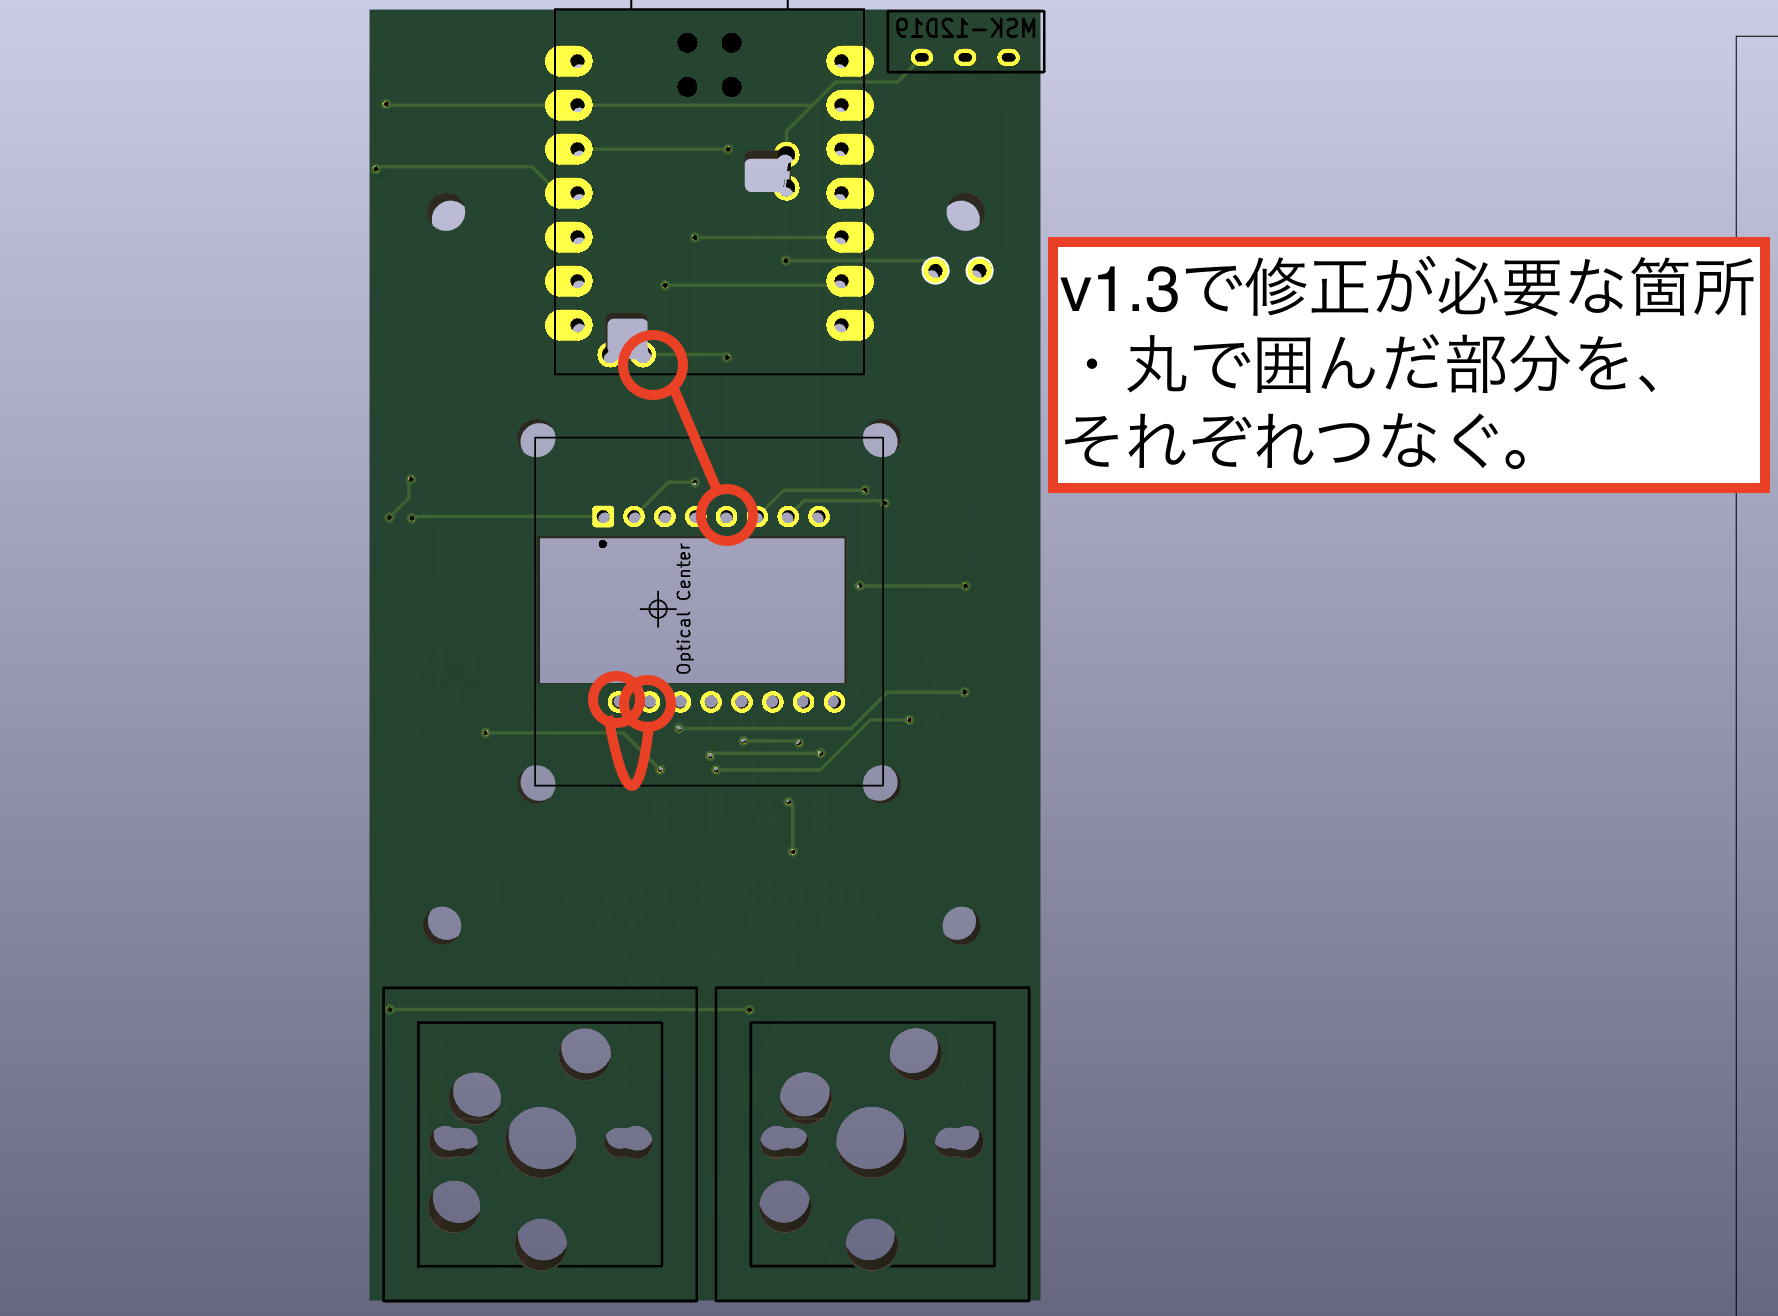 MSK-12D19
v1.3で修正が必要な箇所
・丸で囲んだ部分を、
それぞれつなぐ。
Optical Center